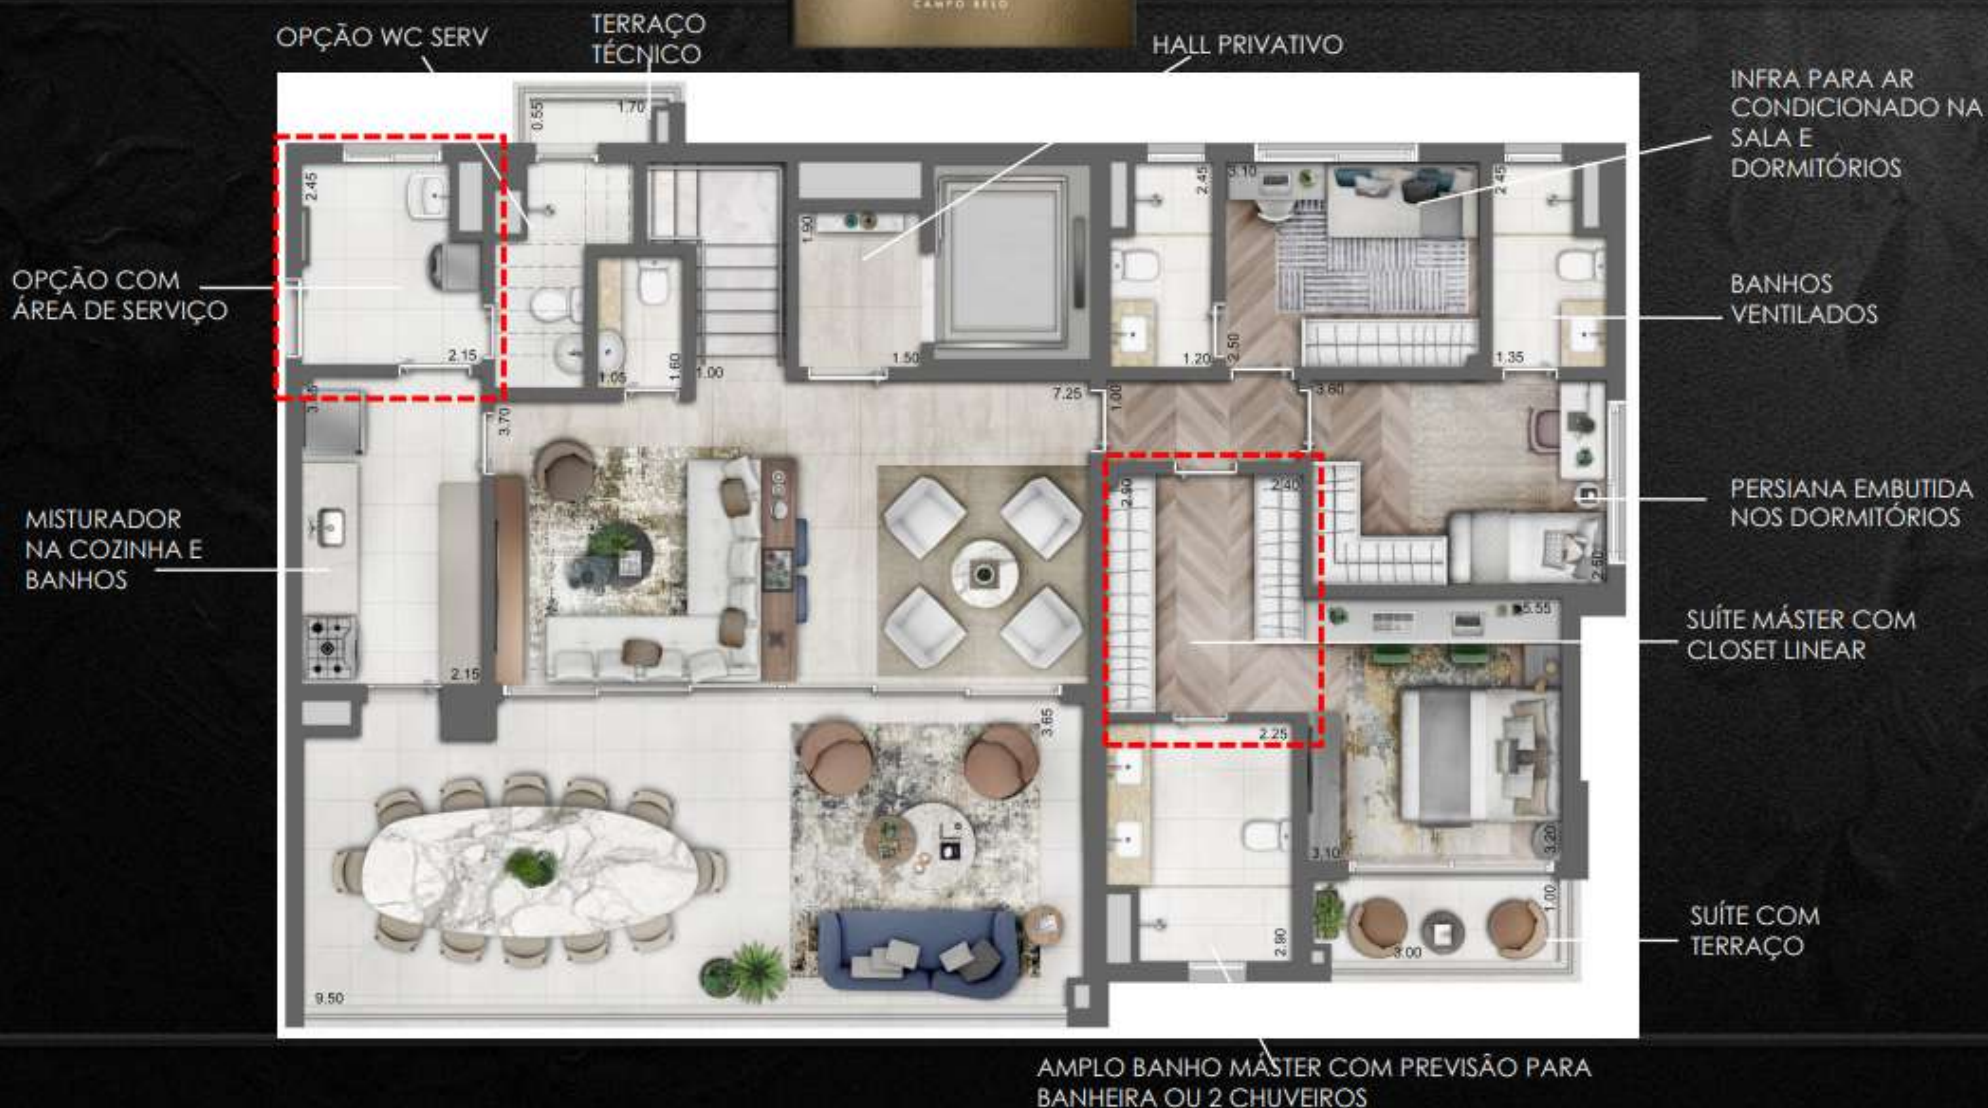 CAMPO BELO
OPÇÃO WC SERV
TERRAÇO
TÉCNICO
HALL PRIVATIVO
INFRA PARA AR
CONDICIONADO NA
SALA E
DORMITÓRIOS
OPÇÃO COM
ÁREA DE SERVIÇO
BANHOS
VENTILADOS
MISTURADOR
NA COZINHA E
BANHOS
PERSIANA EMBUTIDA
NOS DORMITÓRIOS
SUÍTE MÁSTER COM
CLOSET LINEAR
SUÍTE COM
TERRAÇO
AMPLO BANHO MÁSTER COM PREVISÃO PARA
BANHEIRA OU 2 CHUVEIROS
0.55
1.70
2.45
2.15
1.05
1.60
1.00
1.90
1.50
2.45
1.20
3.10
2.50
2.45
1.35
3.70
7.25
1.00
3.60
2.60
2.15
2.90
2.40
5.55
3.65
2.25
3.10
3.20
2.90
1.00
3.00
9.50